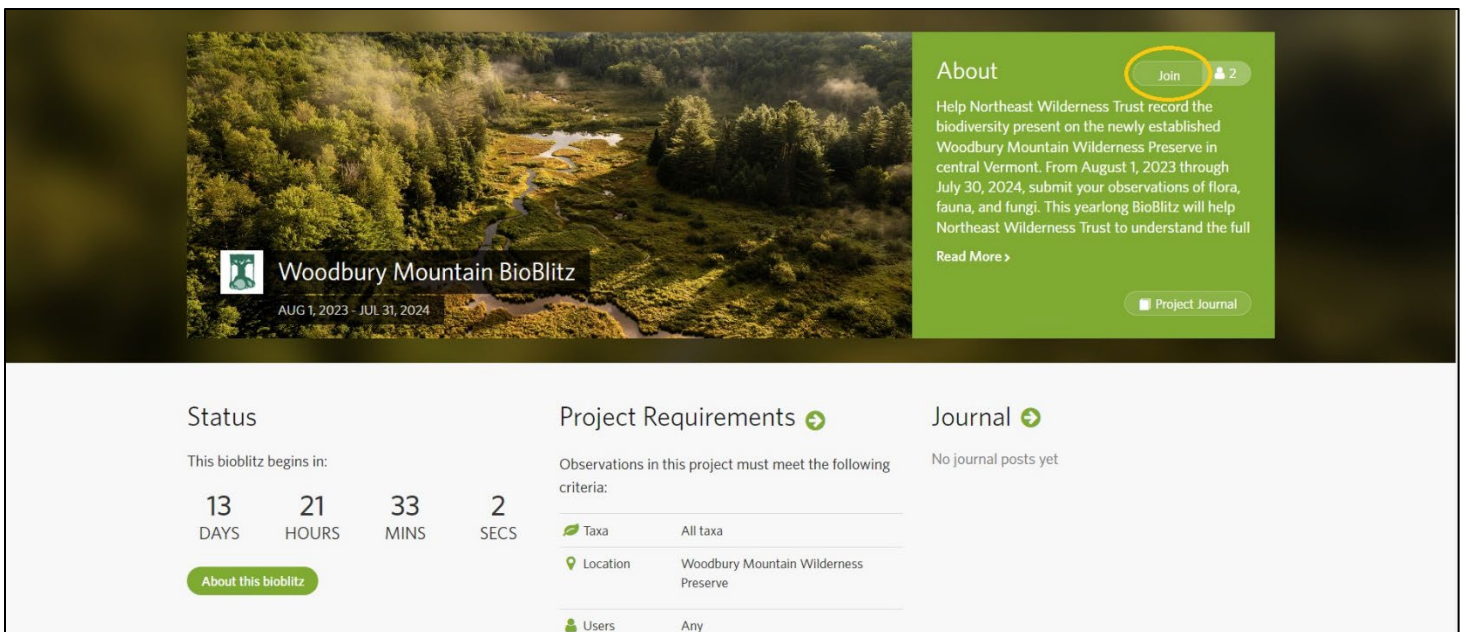 About
Join
2
Help Northeast Wilderness Trust record the
biodiversity present on the newly established
Woodbury Mountain Wilderness Preserve in
central Vermont. From August 1, 2023 through
July 30, 2024, submit your observations of flora,
fauna, and fungi. This yearlong BioBlitz will help
Northeast Wilderness Trust to understand the full
Read More >
Project Journal
Woodbury Mountain BioBlitz
AUG 1, 2023 - JUL 31, 2024
Status
This bioblitz begins in:
13 21 33 2
DAYS HOURS MINS SECS
About this bioblitz
Project Requirements
Observations in this project must meet the following
criteria:
Taxa All taxa
Location Woodbury Mountain Wilderness
Preserve
Users Any
Journal
No journal posts yet